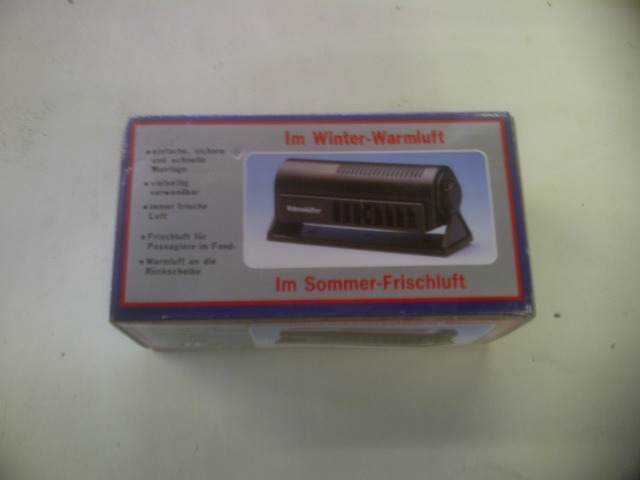 Im Winter-Warmluft
einfache, sichere
und schnelle
Montage
vielseitig
verwendbar
immer frische
Luft
Frischluft für
Passagiere im Fond
Warmluft an die
Rückscheibe
Im Sommer-Frischluft